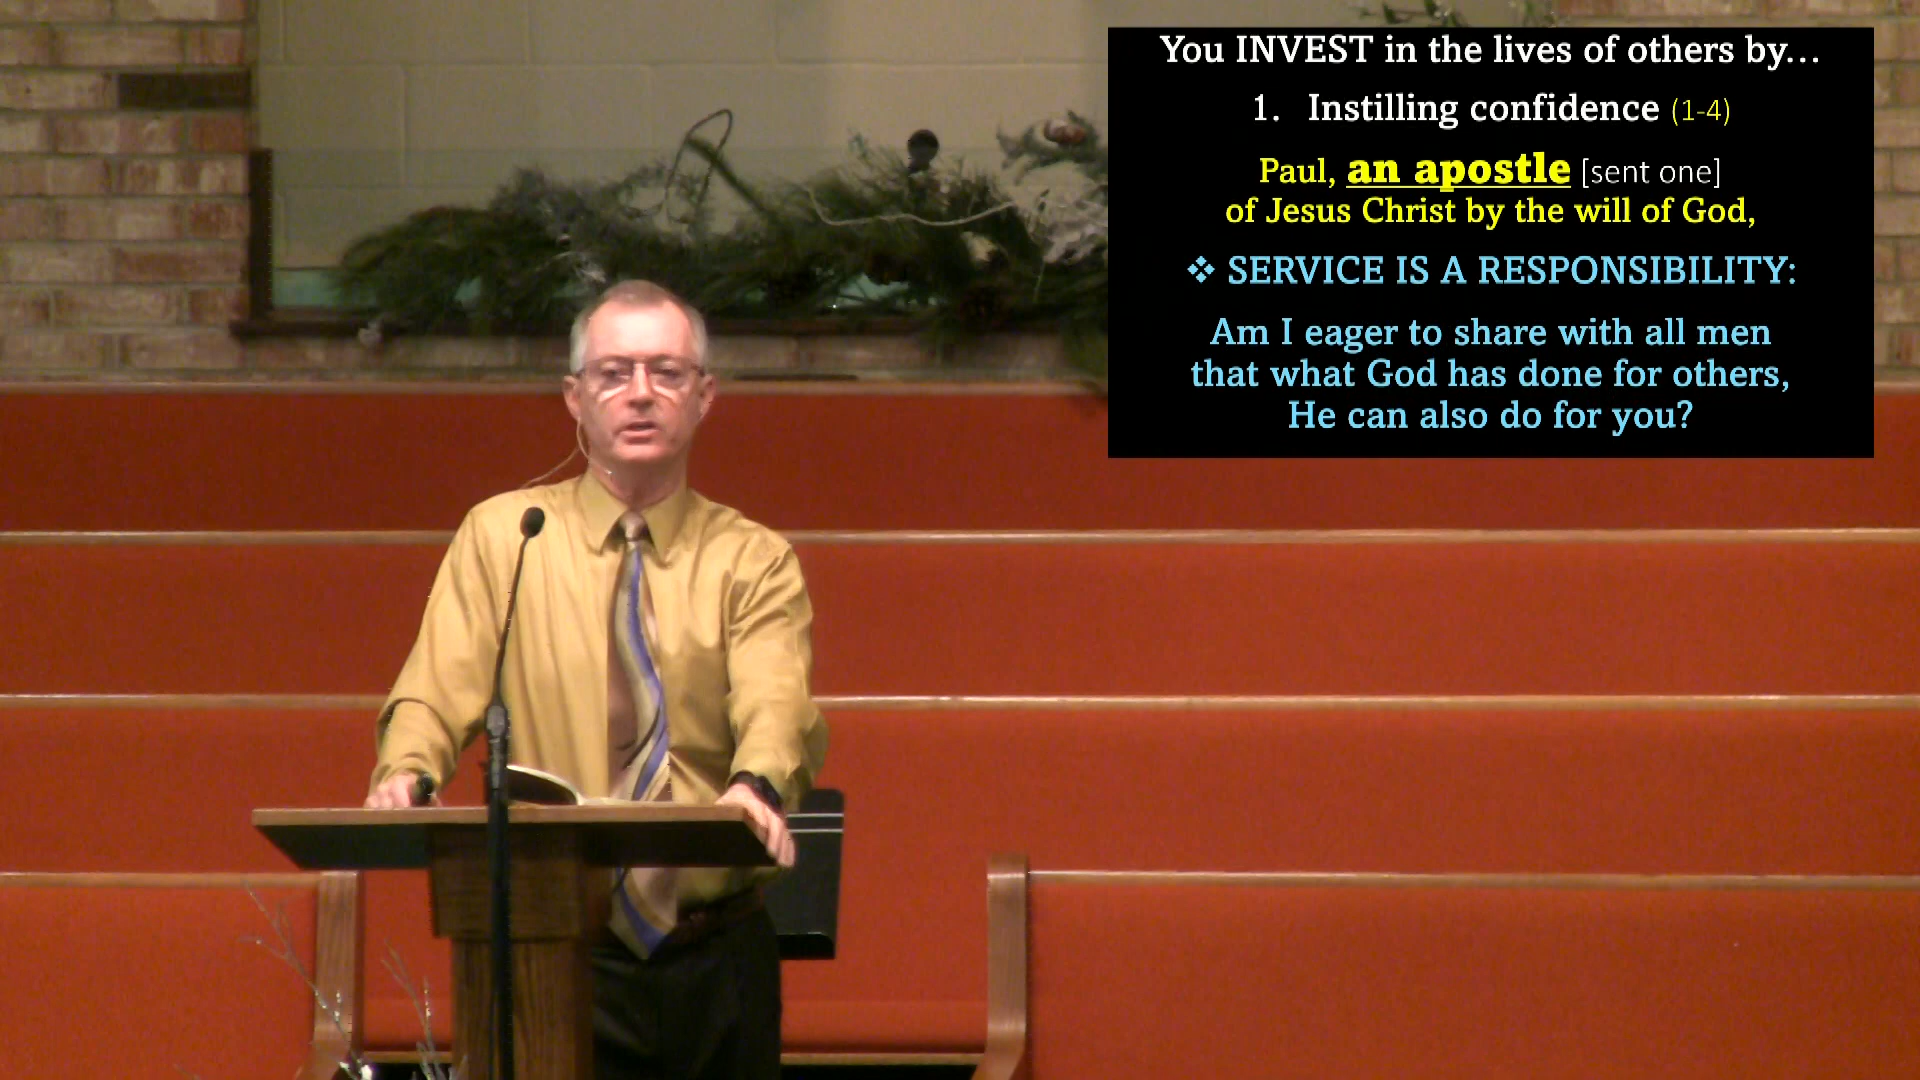 You INVEST in the lives of others by...
1. Instilling confidence (1-4)
Paul, an apostle [sent one]
of Jesus Christ by the will of God,
❖ SERVICE IS A RESPONSIBILITY:
Am I eager to share with all men
that what God has done for others,
He can also do for you?